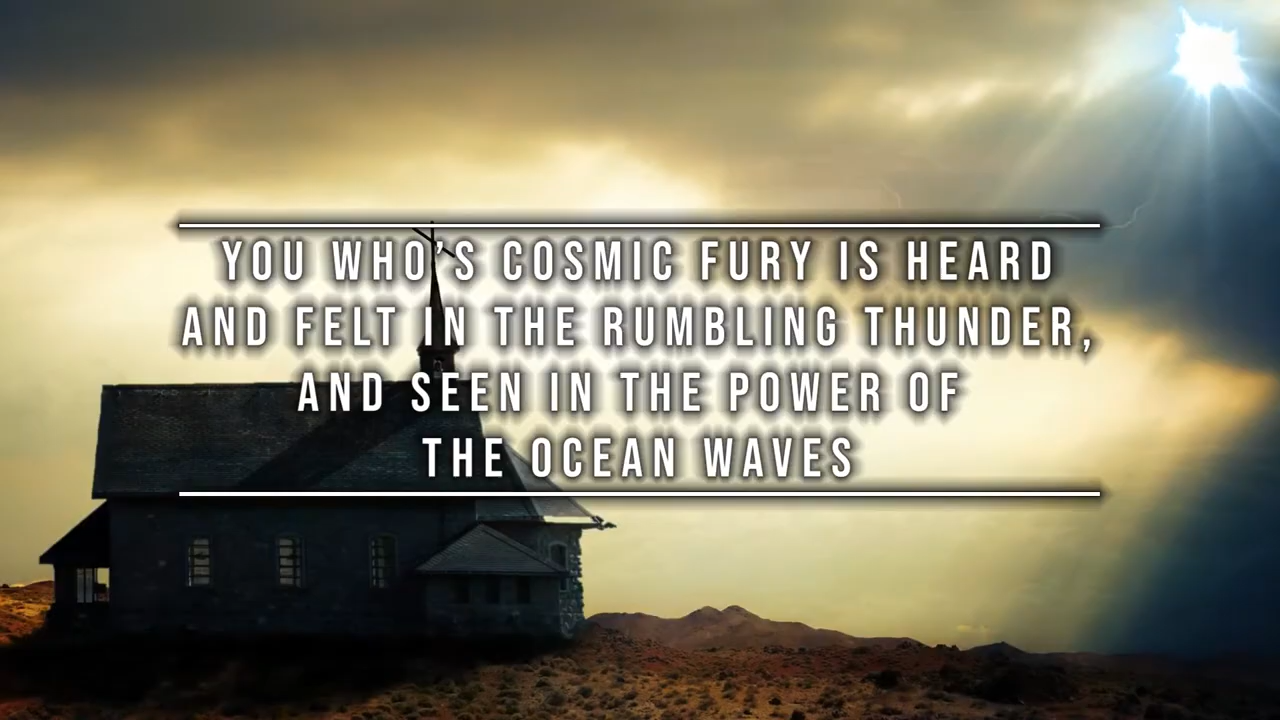 YOU WHO'S COSMIC FURY IS HEARD
AND FELT IN THE RUMBLING THUNDER,
AND SEEN IN THE POWER OF
THE OCEAN WAVES